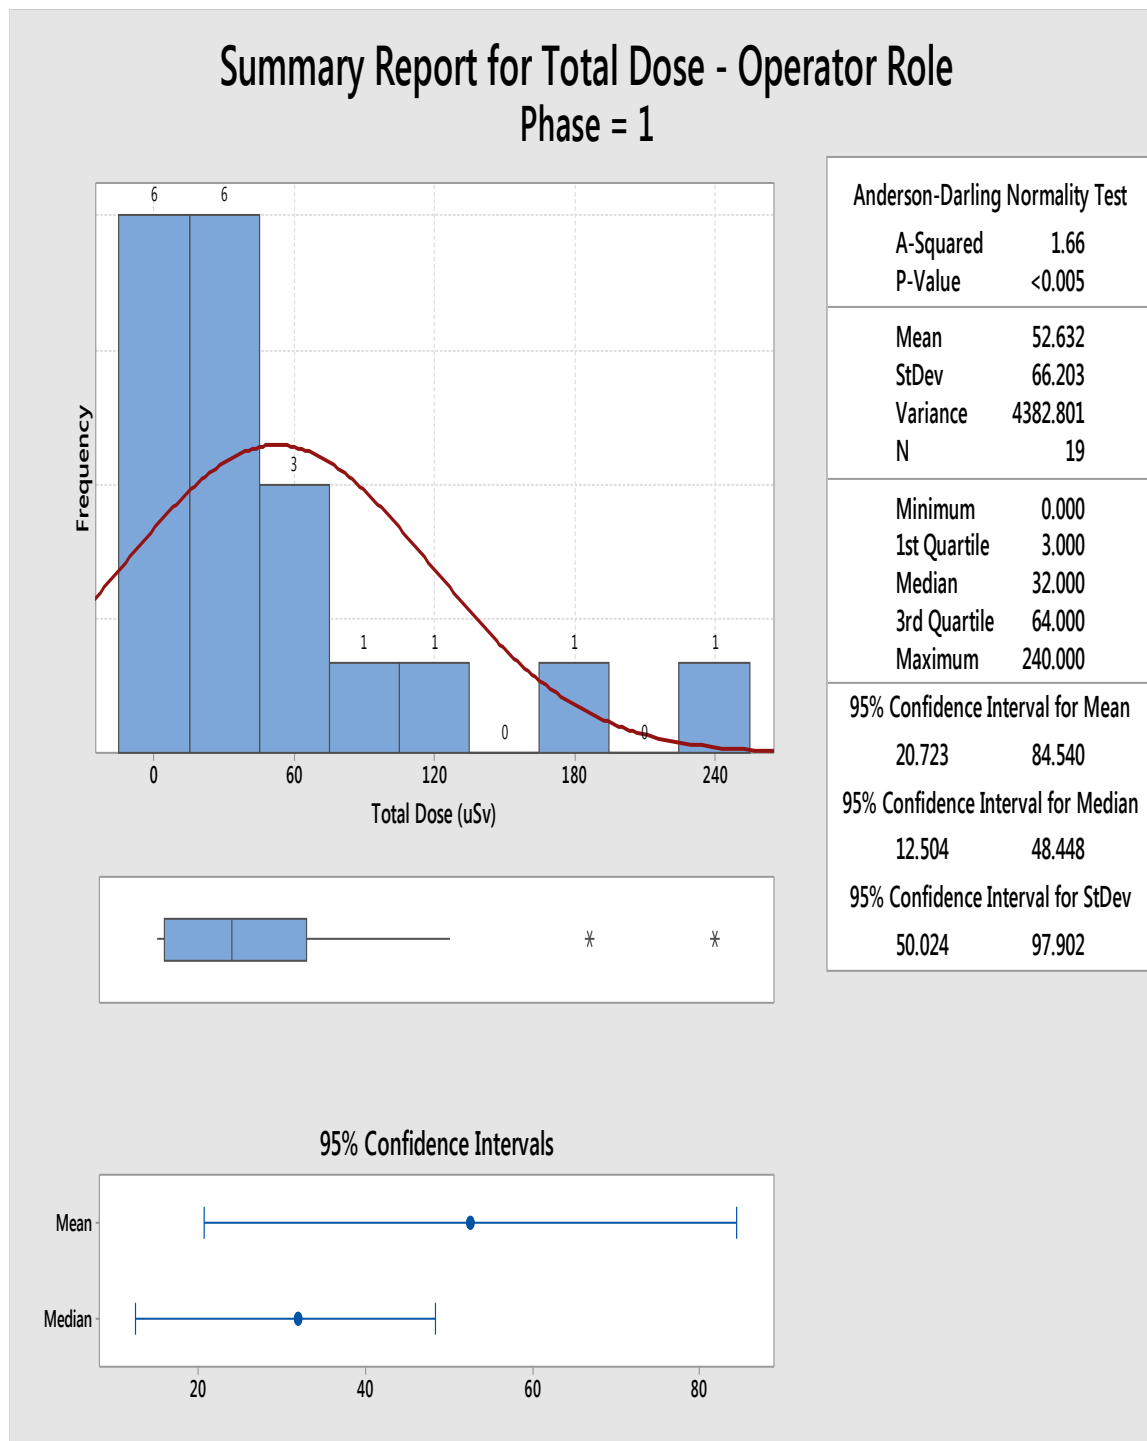 Summary Report for Total Dose - Operator Role
Phase = 1
6 6
3
1 1 0 1 0 1
Frequency
0 60 120 180 240
Total Dose (uSv)
Anderson-Darling Normality Test
A-Squared 1.66
P-Value <0.005
Mean 52.632
StDev 66.203
Variance 4382.801
N 19
Minimum 0.000
1st Quartile 3.000
Median 32.000
3rd Quartile 64.000
Maximum 240.000
95% Confidence Interval for Mean
20.723 84.540
95% Confidence Interval for Median
12.504 48.448
95% Confidence Interval for StDev
50.024 97.902
95% Confidence Intervals
Mean
Median
20 40 60 80